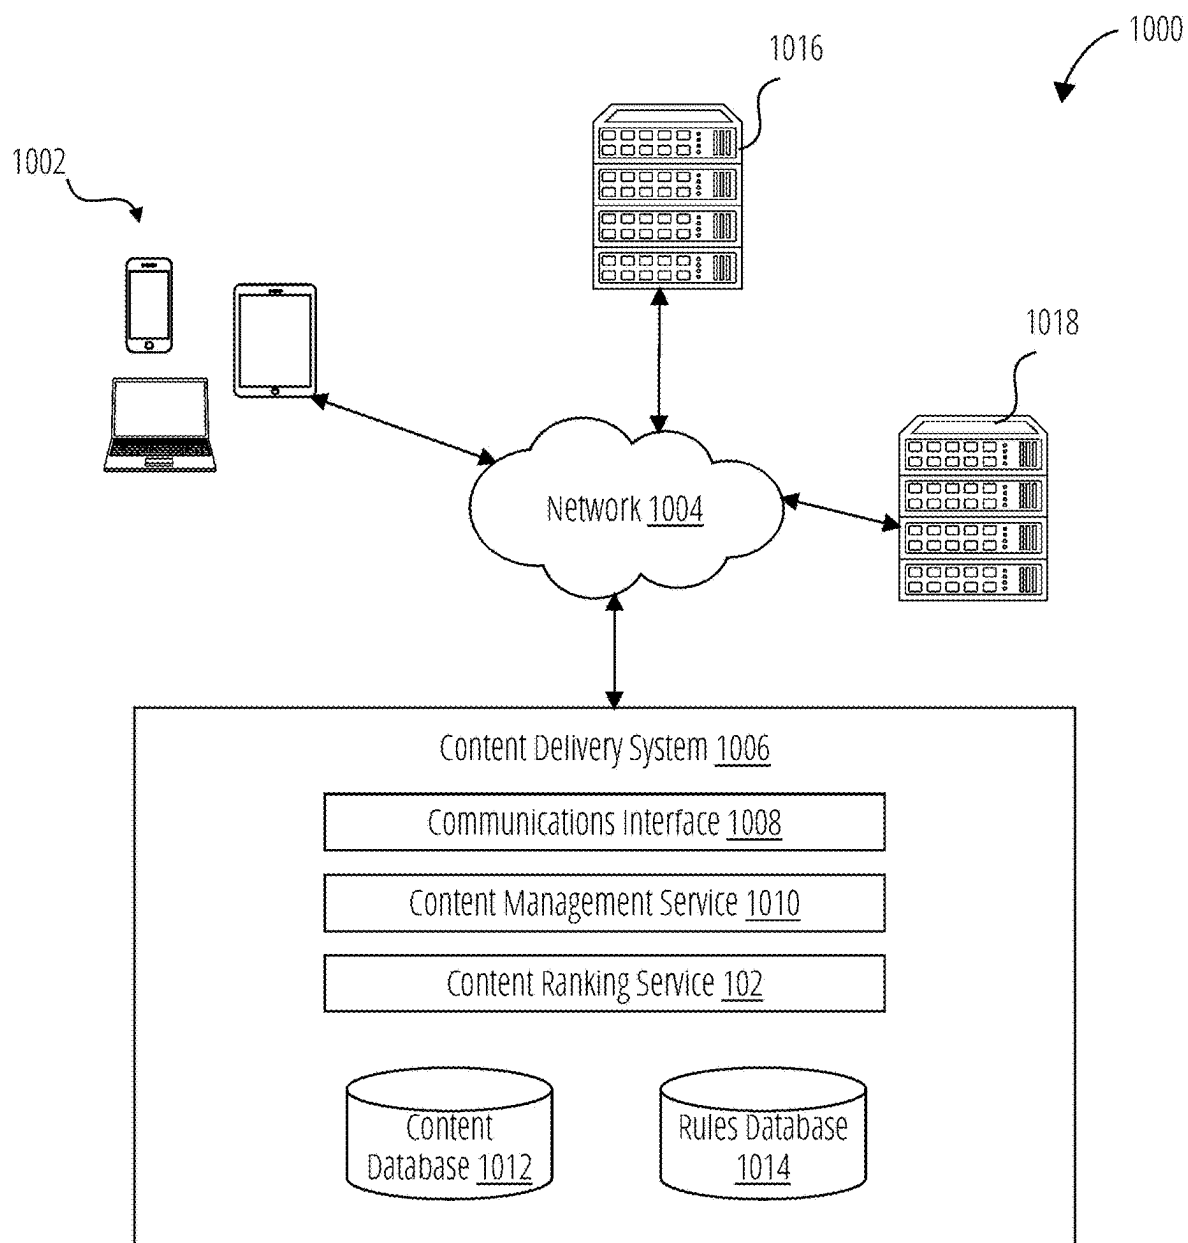 1000
1016
1002
1018
Network 1004
Content Delivery System 1006
Communications Interface 1008
Content Management Service 1010
Content Ranking Service 102
Content
Database 1012
Rules Database
1014